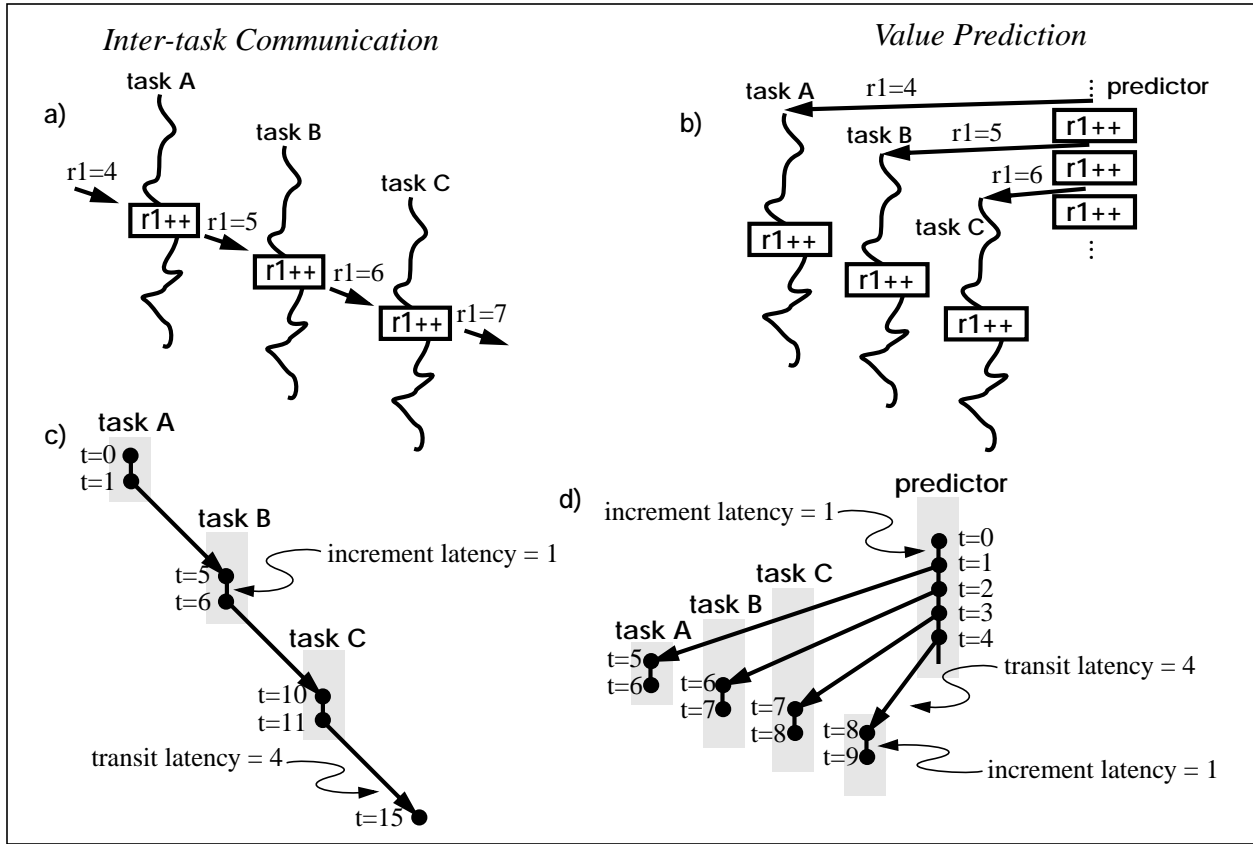 Inter-task Communication
Value Prediction
a)
task A
task B
task C
r1=4
r1++
r1=5
r1++
r1=6
r1++
r1=7
b)
task A
r1=4
predictor
task B
r1=5
r1++
r1=6
r1++
task C
r1++
r1++
r1++
r1++
c)
task A
t=0
t=1
task B
t=5
t=6
increment latency = 1
task C
t=10
t=11
transit latency = 4
t=15
d)
predictor
increment latency = 1
t=0
t=1
t=2
t=3
t=4
task C
task B
task A
t=5
t=6
t=6
t=7
t=7
t=8
t=8
t=9
transit latency = 4
increment latency = 1